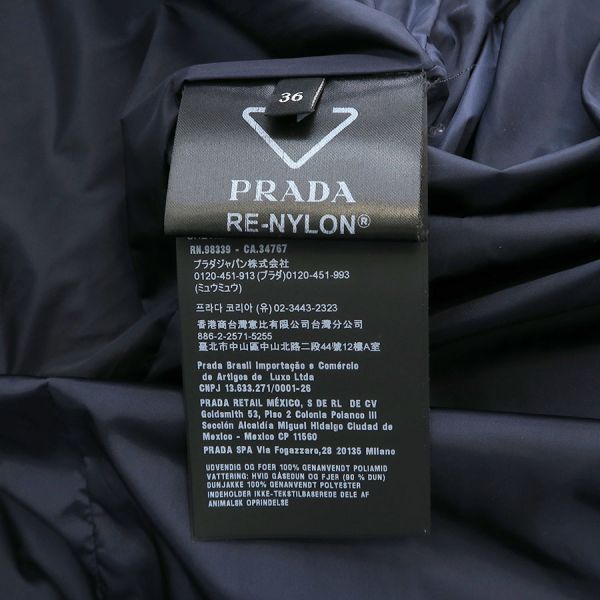 36
PRADA
RE-NYLON®
RN.98339 - CA.34767
プラダジャパン株式会社
0120-451-913 (プラダ) 0120-451-993
(ミュウミュウ)
프라다 코리아 (유) 02-3443-2323
香港商台灣意比有限公司台灣分公司
886-2-2571-5255
臺北市中山區中山北路二段44號12樓A室
Prada Brasil Importação e Comércio
de Artigos de Luxo Ltda
CNPJ 13.633.271/0001-26
PRADA RETAIL MÉXICO, S DE RL DE CV
Goldsmith 53, Piso 2 Colonia Polanco III
Sección Alcaldía Miguel Hidalgo Ciudad de
Mexico - Mexico CP 11560
PRADA SPA Via Fogazzaro,28 20135 Milano
UDVENDIG OG FOER 100% GENANVENDT POLIAMID
VATTERING: HVID GÅSEDUN OG FJER (90 % DUN)
DUNJAKKE 100% GENANVENDT POLYESTER
INDEHOLDER IKKE-TEKSTILBASEREDE DELE AF
ANIMALSK OPRINDELSE